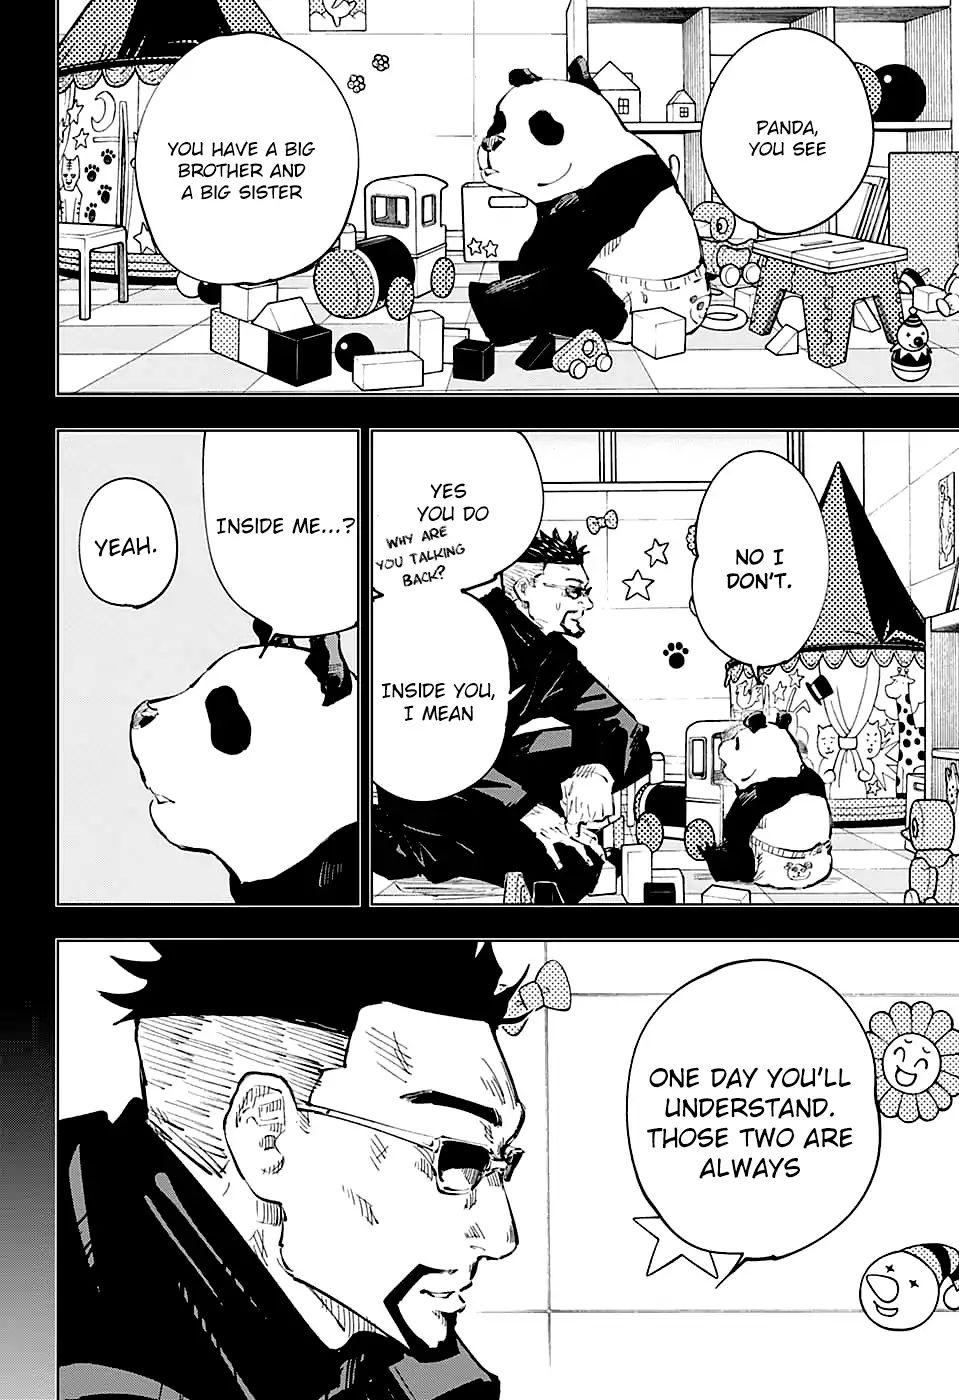 PANDA,
YOU SEE
YOU HAVE A BIG
BROTHER AND
A BIG SISTER
NO I
DON'T.
YES
YOU DO
WHY ARE
YOU TALKING
BACK?
INSIDE YOU,
I MEAN
INSIDE ME...?
YEAH.
ONE DAY YOU'LL
UNDERSTAND.
THOSE TWO ARE
ALWAYS